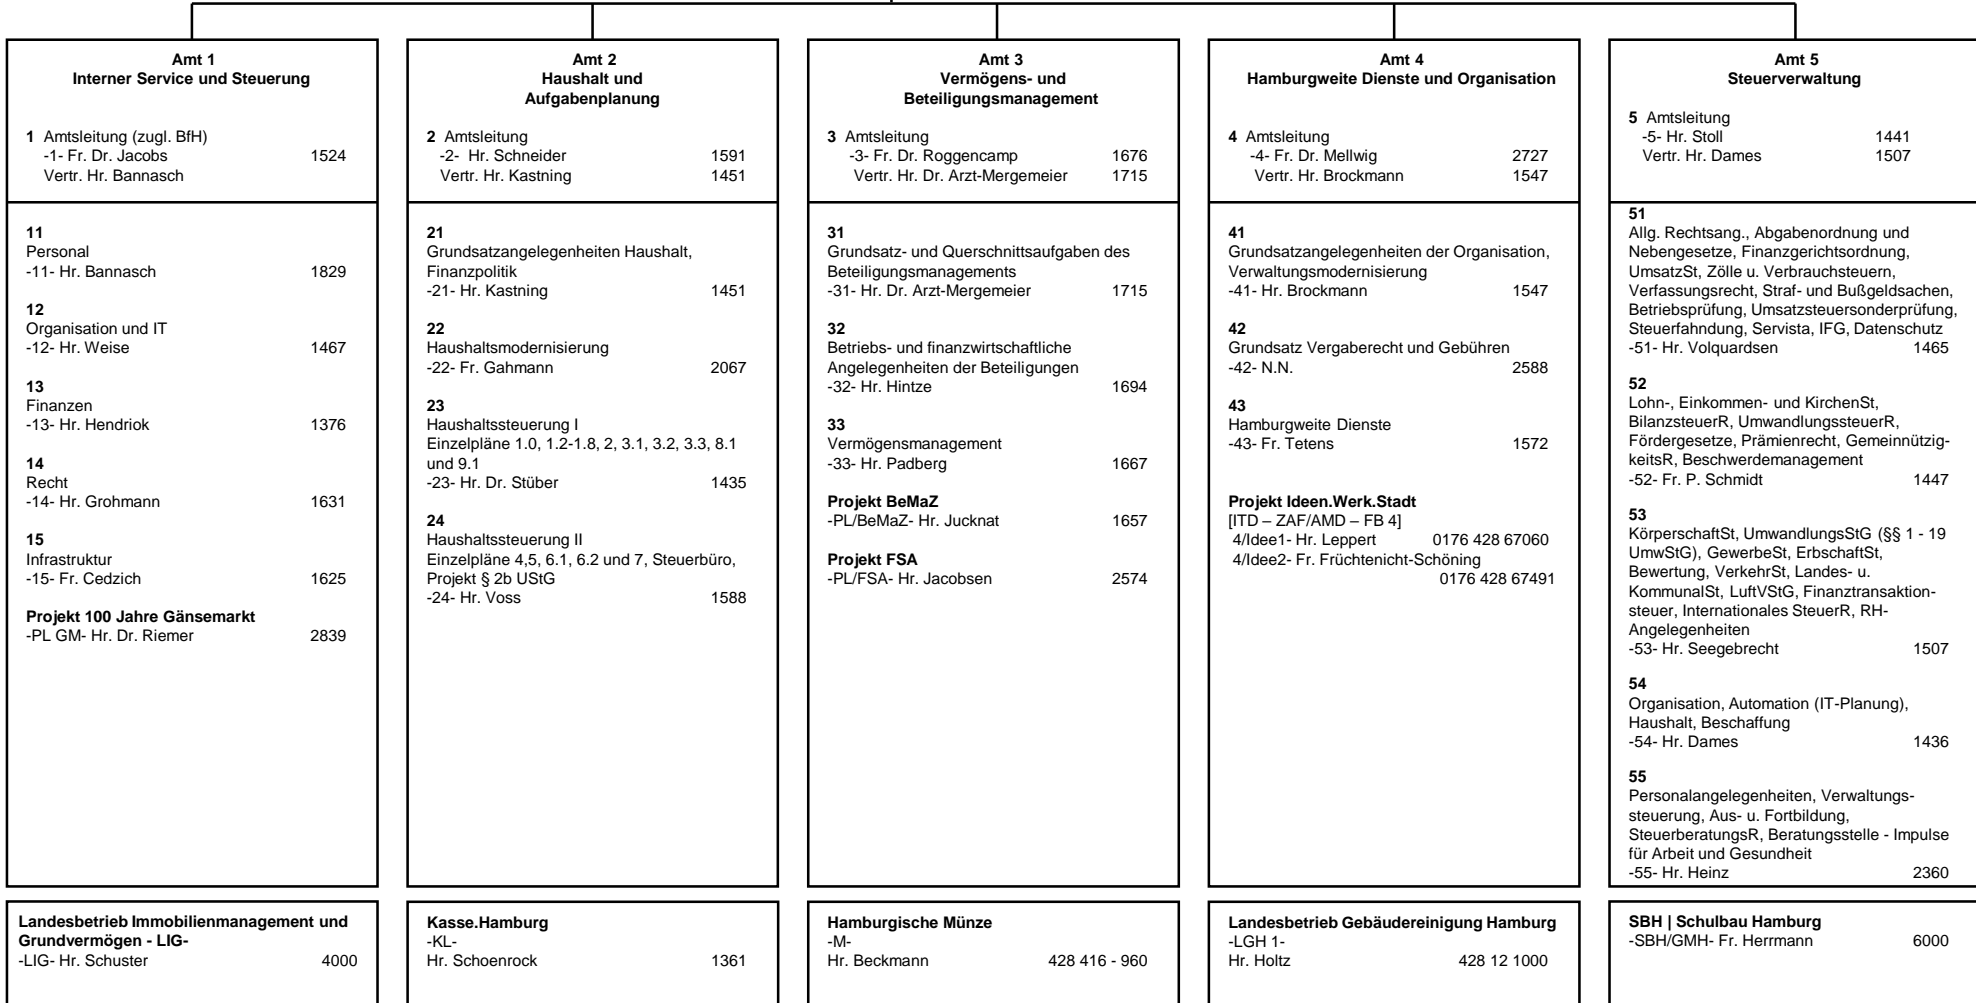 Amt 1
Interner Service und Steuerung
1 Amtsleitung (zugl. BfH)
-1- Fr. Dr. Jacobs 1524
Vertr. Hr. Bannasch
11
Personal
-11- Hr. Bannasch 1829
12
Organisation und IT
-12- Hr. Weise 1467
13
Finanzen
-13- Hr. Hendriok 1376
14
Recht
-14- Hr. Grohmann 1631
15
Infrastruktur
-15- Fr. Cedzich 1625
Projekt 100 Jahre Gänsemarkt
-PL GM- Hr. Dr. Riemer 2839
Landesbetrieb Immobilienmanagement und
Grundvermögen - LIG-
-LIG- Hr. Schuster 4000
Amt 2
Haushalt und
Aufgabenplanung
2 Amtsleitung
-2- Hr. Schneider 1591
Vertr. Hr. Kastning 1451
21
Grundsatzangelegenheiten Haushalt,
Finanzpolitik
-21- Hr. Kastning 1451
22
Haushaltsmodernisierung
-22- Fr. Gahmann 2067
23
Haushaltssteuerung I
Einzelpläne 1.0, 1.2-1.8, 2, 3.1, 3.2, 3.3, 8.1
und 9.1
-23- Hr. Dr. Stüber 1435
24
Haushaltssteuerung II
Einzelpläne 4,5, 6.1, 6.2 und 7, Steuerbüro,
Projekt § 2b UStG
-24- Hr. Voss 1588
Kasse.Hamburg
-KL-
Hr. Schoenrock 1361
Amt 3
Vermögens- und
Beteiligungsmanagement
3 Amtsleitung
-3- Fr. Dr. Roggencamp 1676
Vertr. Hr. Dr. Arzt-Mergemeier 1715
31
Grundsatz- und Querschnittsaufgaben des
Beteiligungsmanagements
-31- Hr. Dr. Arzt-Mergemeier 1715
32
Betriebs- und finanzwirtschaftliche
Angelegenheiten der Beteiligungen
-32- Hr. Hintze 1694
33
Vermögensmanagement
-33- Hr. Padberg 1667
Projekt BeMaZ
-PL/BeMaZ- Hr. Jucknat 1657
Projekt FSA
-PL/FSA- Hr. Jacobsen 2574
Hamburgische Münze
-M-
Hr. Beckmann 428 416 - 960
Amt 4
Hamburgweite Dienste und Organisation
4 Amtsleitung
-4- Fr. Dr. Mellwig 2727
Vertr. Hr. Brockmann 1547
41
Grundsatzangelegenheiten der Organisation,
Verwaltungsmodernisierung
-41- Hr. Brockmann 1547
42
Grundsatz Vergaberecht und Gebühren
-42- N.N. 2588
43
Hamburgweite Dienste
-43- Fr. Tetens 1572
Projekt Ideen.Werk.Stadt
[ITD – ZAF/AMD – FB 4]
4/Idee1- Hr. Leppert 0176 428 67060
4/Idee2- Fr. Früchtenicht-Schöning
0176 428 67491
Landesbetrieb Gebäudereinigung Hamburg
-LGH 1-
Hr. Holtz 428 12 1000
Amt 5
Steuerverwaltung
5 Amtsleitung
-5- Hr. Stoll 1441
Vertr. Hr. Dames 1507
51
Allg. Rechtsang., Abgabenordnung und
Nebengesetze, Finanzgerichtsordnung,
UmsatzSt, Zölle u. Verbrauchsteuern,
Verfassungsrecht, Straf- und Bußgeldsachen,
Betriebsprüfung, Umsatzsteuersonderprüfung,
Steuerfahndung, Servista, IFG, Datenschutz
-51- Hr. Volquardsen 1465
52
Lohn-, Einkommen- und KirchenSt,
BilanzsteuerR, UmwandlungssteuerR,
Fördergesetze, Prämienrecht, Gemeinnützig-
keitsR, Beschwerdemanagement
-52- Fr. P. Schmidt 1447
53
KörperschaftSt, UmwandlungsStG (§§ 1 - 19
UmwStG), GewerbeSt, ErbschaftSt,
Bewertung, VerkehrSt, Landes- u.
KommunalSt, LuftVStG, Finanztransaktion-
steuer, Internationales SteuerR, RH-
Angelegenheiten
-53- Hr. Seegebrecht 1507
54
Organisation, Automation (IT-Planung),
Haushalt, Beschaffung
-54- Hr. Dames 1436
55
Personalangelegenheiten, Verwaltungs-
steuerung, Aus- u. Fortbildung,
SteuerberatungsR, Beratungsstelle - Impulse
für Arbeit und Gesundheit
-55- Hr. Heinz 2360
SBH | Schulbau Hamburg
-SBH/GMH- Fr. Herrmann 6000